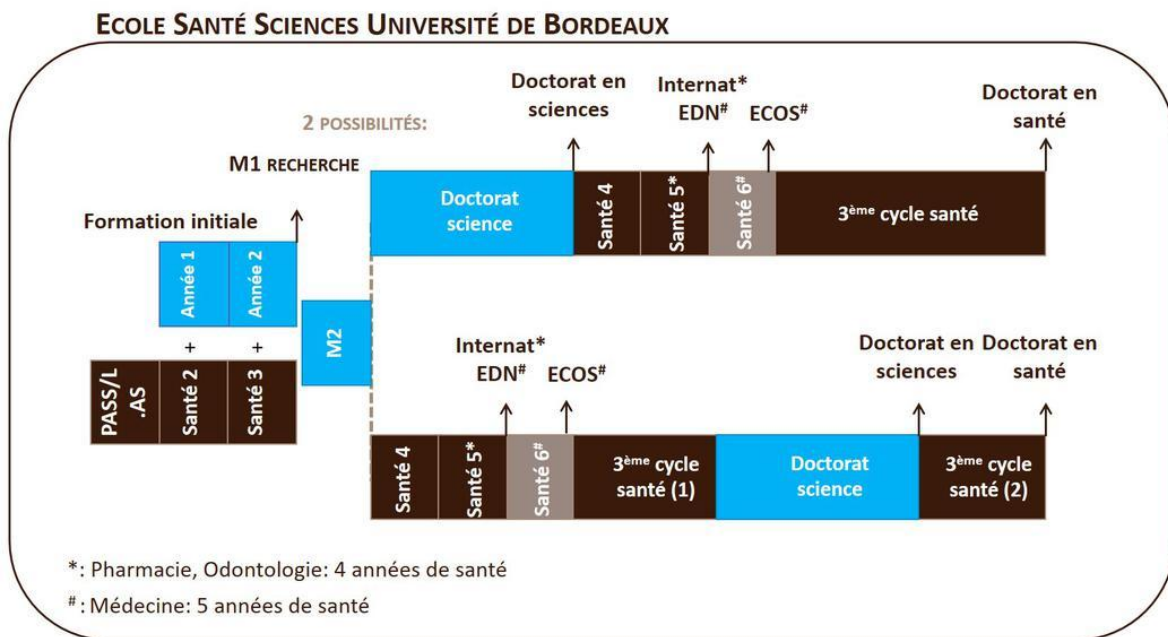 ECOLE SANTÉ SCIENCES UNIVERSITÉ DE BORDEAUX
2 POSSIBILITÉS:
M1 RECHERCHE
Formation initiale
Année 1
Année 2
+
+
PASS/L
.AS
Santé 2
Santé 3
M2
Doctorat en
sciences
Internat*
EDN#
ECOS#
Doctorat en
santé
Doctorat
science
Santé 4
Santé 5*
Santé 6#
3ème cycle santé
Internat*
EDN#
ECOS#
Doctorat en
sciences
Doctorat en
santé
Santé 4
Santé 5*
Santé 6#
3ème cycle
santé (1)
Doctorat
science
3ème cycle
santé (2)
*: Pharmacie, Odontologie: 4 années de santé
#: Médecine: 5 années de santé